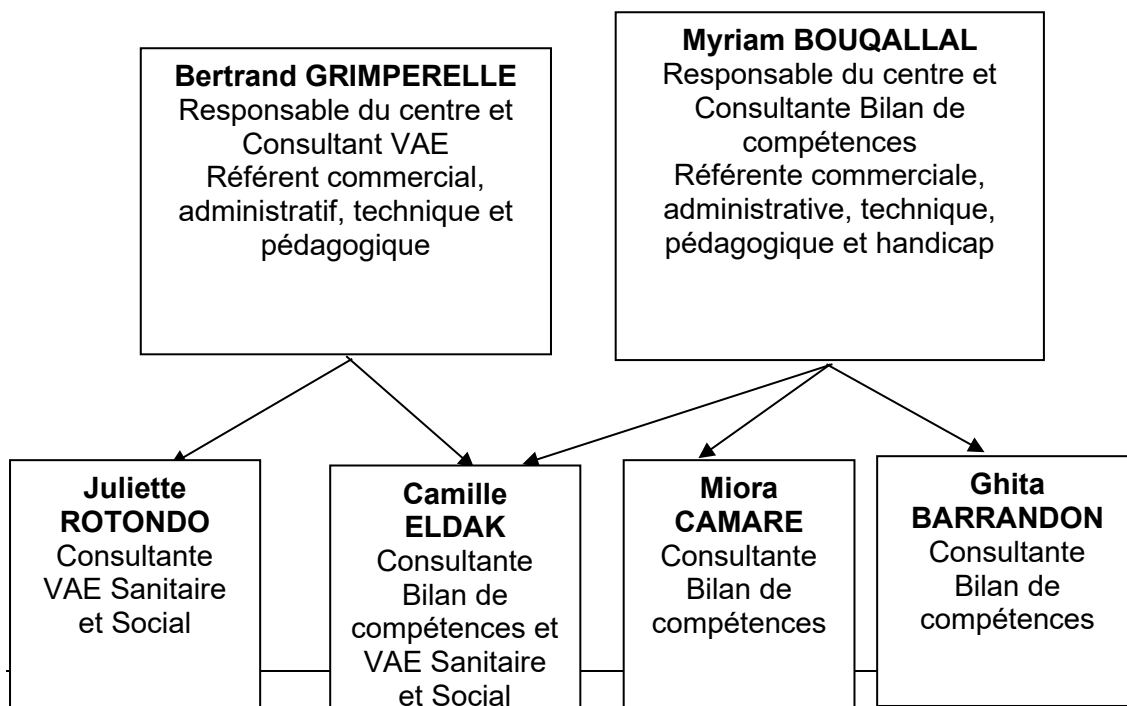 Bertrand GRIMPERELLE
Responsable du centre et
Consultant VAE
Référent commercial,
administratif, technique et
pédagogique
Myriam BOUQALLAL
Responsable du centre et
Consultante Bilan de
compétences
Référente commerciale,
administrative, technique,
pédagogique et handicap
Juliette
ROTONDO
Consultante
VAE Sanitaire
et Social
Camille
ELDAK
Consultante
Bilan de
compétences et
VAE Sanitaire
et Social
Miora
CAMARE
Consultante
Bilan de
compétences
Ghita
BARRANDON
Consultante
Bilan de
compétences